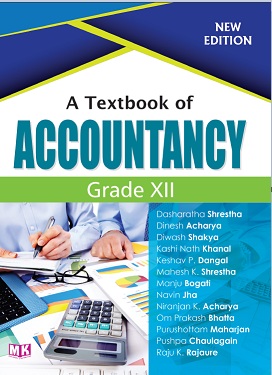 NEW
EDITION
A Textbook of
ACCOUNTANCY
Grade XII
Dasharatha Shrestha
Dinesh Acharya
Diwash Shakya
Kashi Nath Khanal
Keshav P. Dangal
Mahesh K. Shrestha
Manju Bogati
Navin Jha
Niranjan K. Acharya
Om Prakash Bhatta
Purushottam Maharjan
Pushpa Chaulagain
Raju K. Rajaure
MK